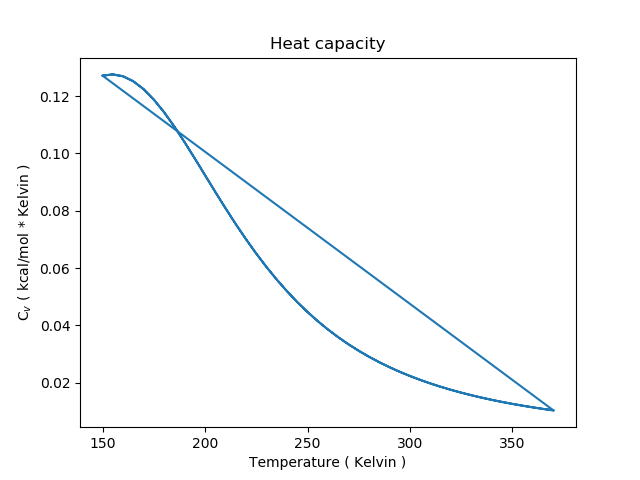 Heat capacity
0.12
0.10
0.08
0.06
0.04
0.02
C_v ( kcal/mol * Kelvin )
150 200 250 300 350
Temperature ( Kelvin )